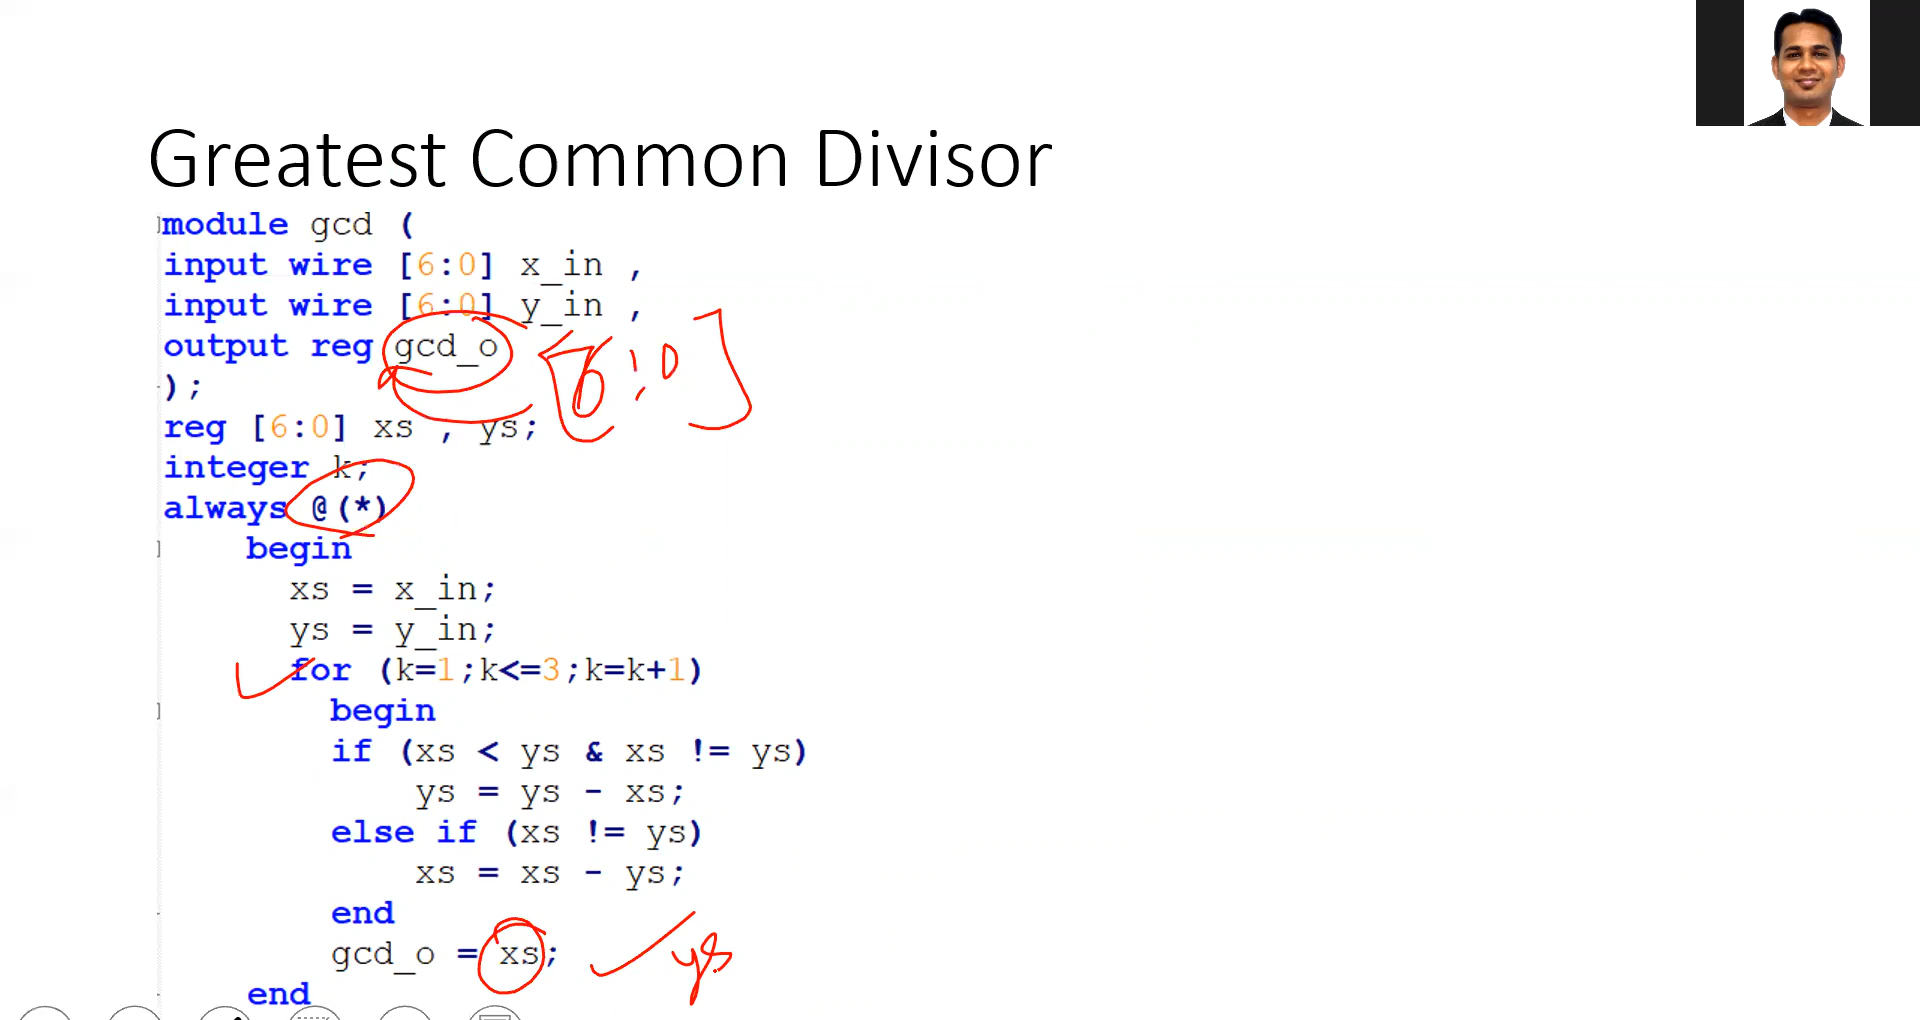 Greatest Common Divisor
module gcd (
input wire [6:0] x_in ,
input wire [6:0] y_in ,
output reg gcd_o [6:0]
);
reg [6:0] xs , ys;
integer k;
always @(*)
begin
xs = x_in;
ys = y_in;
for (k=1;k<=3;k=k+1)
begin
if (xs < ys & xs != ys)
ys = ys - xs;
else if (xs != ys)
xs = xs - ys;
end
gcd_o = xs; ys
end